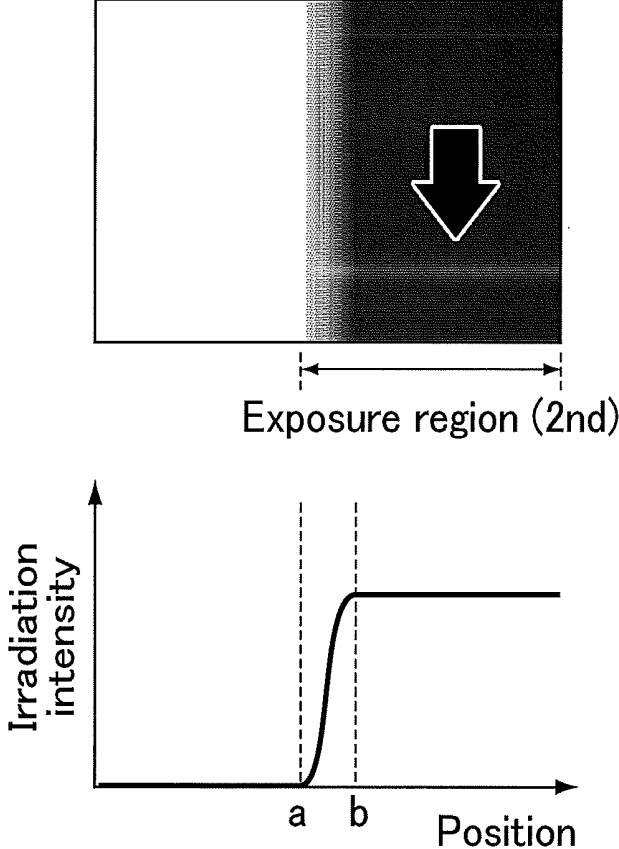 Exposure region (2nd)
Irradiation
intensity
a
b
Position